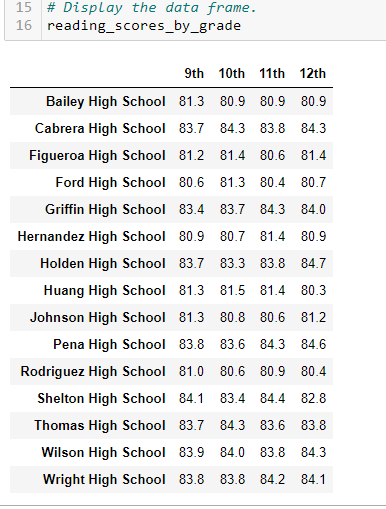 15 # Display the data frame.
16 reading_scores_by_grade
9th 10th 11th 12th
Bailey High School 81.3 80.9 80.9 80.9
Cabrera High School 83.7 84.3 83.8 84.3
Figueroa High School 81.2 81.4 80.6 81.4
Ford High School 80.6 81.3 80.4 80.7
Griffin High School 83.4 83.7 84.3 84.0
Hernandez High School 80.9 80.7 81.4 80.9
Holden High School 83.7 83.3 83.8 84.7
Huang High School 81.3 81.5 81.4 80.3
Johnson High School 81.3 80.8 80.6 81.2
Pena High School 83.8 83.6 84.3 84.6
Rodriguez High School 81.0 80.6 80.9 80.4
Shelton High School 84.1 83.4 84.4 82.8
Thomas High School 83.7 84.3 83.6 83.8
Wilson High School 83.9 84.0 83.8 84.3
Wright High School 83.8 83.8 84.2 84.1